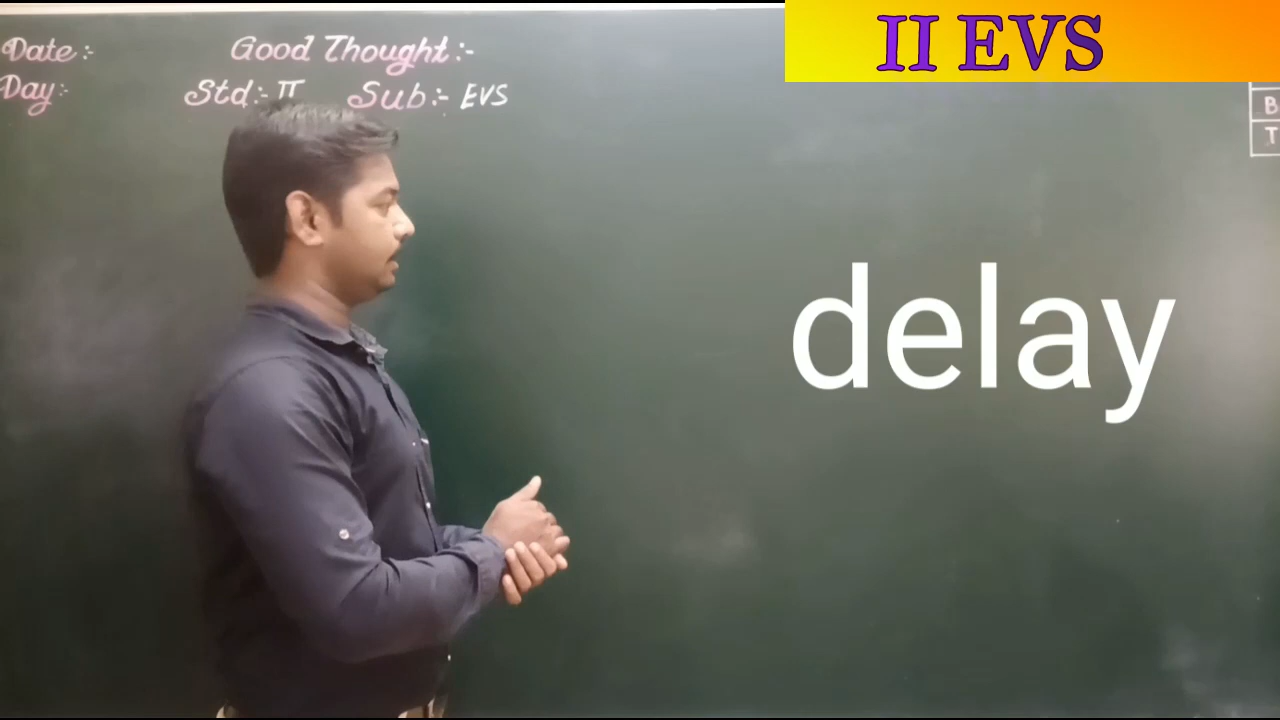 Date:-
Good Thought:-
II EVS
Day:-
Std:- II
Sub:- EVS
B
T
delay